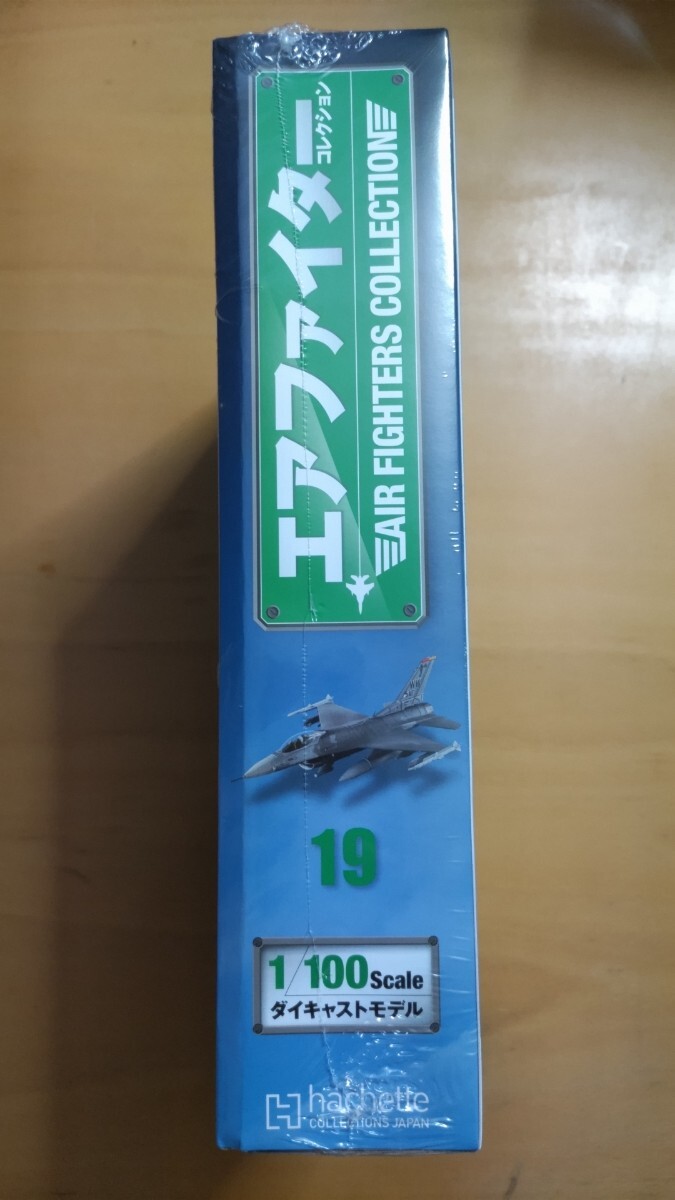 エアファイター
コレクション
AIR FIGHTERS COLLECTION
19
1/100 Scale
ダイキャストモデル
hachette
COLLECTIONS JAPAN